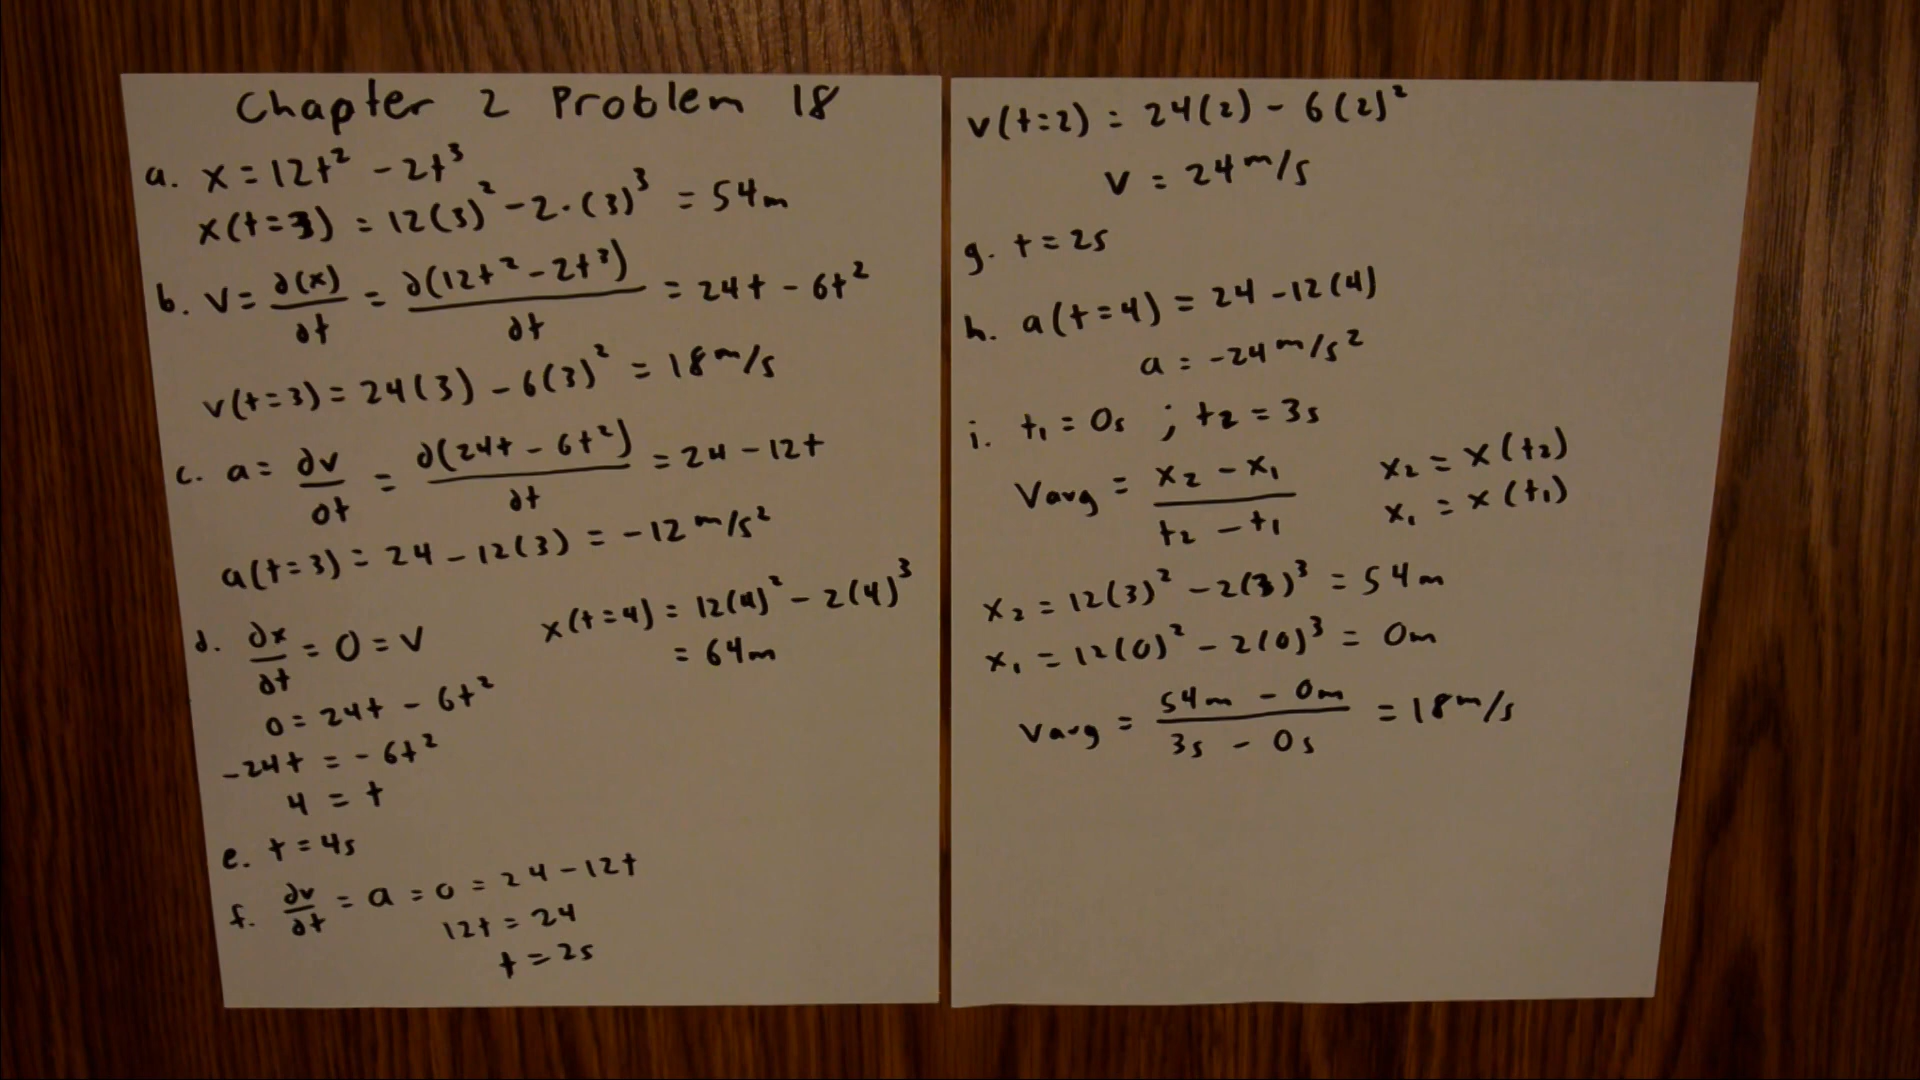 Chapter 2 Problem 18
a. x = 12t² - 2t³
x(t=3) = 12(3)² - 2·(3)³ = 54m
b. v = ∂(x)/∂t = ∂(12t² - 2t³)/∂t = 24t - 6t²
v(t=3) = 24(3) - 6(3)² = 18 m/s
c. a = ∂v/∂t = ∂(24t - 6t²)/∂t = 24 - 12t
a(t=3) = 24 - 12(3) = -12 m/s²
d. ∂x/∂t = 0 = v
0 = 24t - 6t²
-24t = -6t²
4 = t
x(t=4) = 12(4)² - 2(4)³
= 64m
e. t = 4s
f. ∂v/∂t = a = 0 = 24 - 12t
12t = 24
t = 2s
v(t=2) = 24(2) - 6(2)²
v = 24 m/s
g. t = 2s
h. a(t=4) = 24 - 12(4)
a = -24 m/s²
i. t₁ = 0s ; t₂ = 3s
Vavg = x₂ - x₁ / t₂ - t₁
x₂ = x(t₂)
x₁ = x(t₁)
x₂ = 12(3)² - 2(3)³ = 54m
x₁ = 12(0)² - 2(0)³ = 0m
Vavg = 54m - 0m / 3s - 0s = 18 m/s